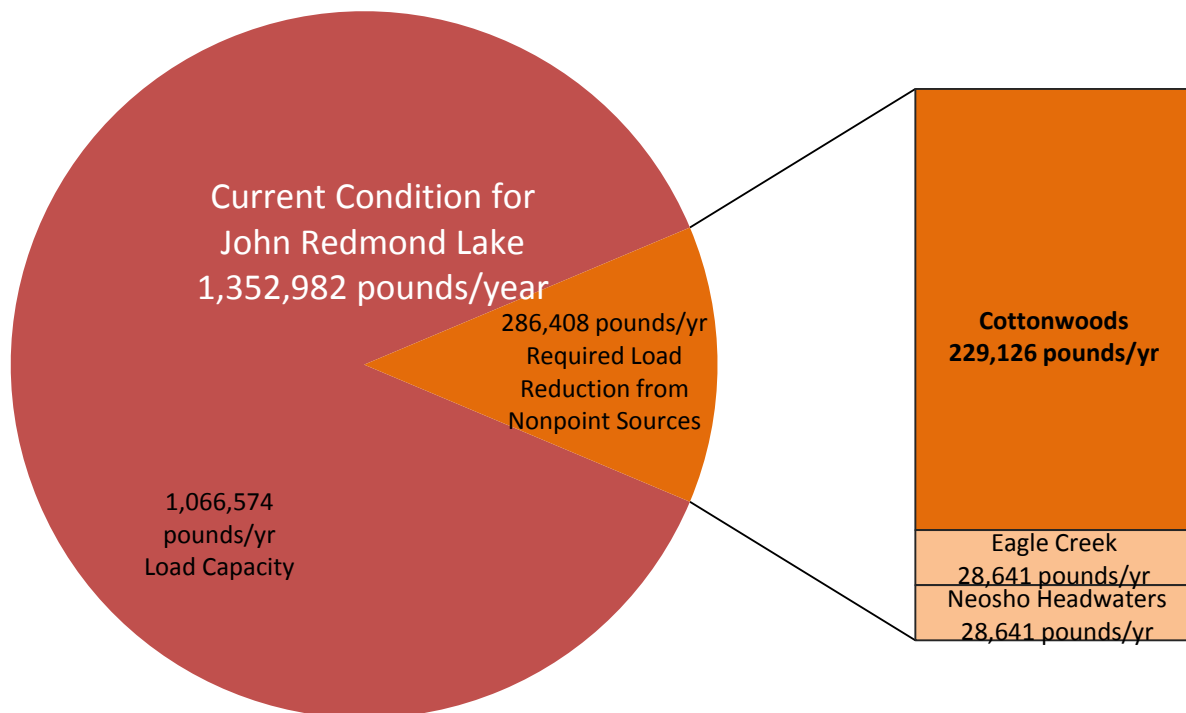 Current Condition for
John Redmond Lake
1,352,982 pounds/year
286,408 pounds/yr
Required Load
Reduction from
Nonpoint Sources
1,066,574
pounds/yr
Load Capacity
Cottonwoods
229,126 pounds/yr
Eagle Creek
28,641 pounds/yr
Neosho Headwaters
28,641 pounds/yr